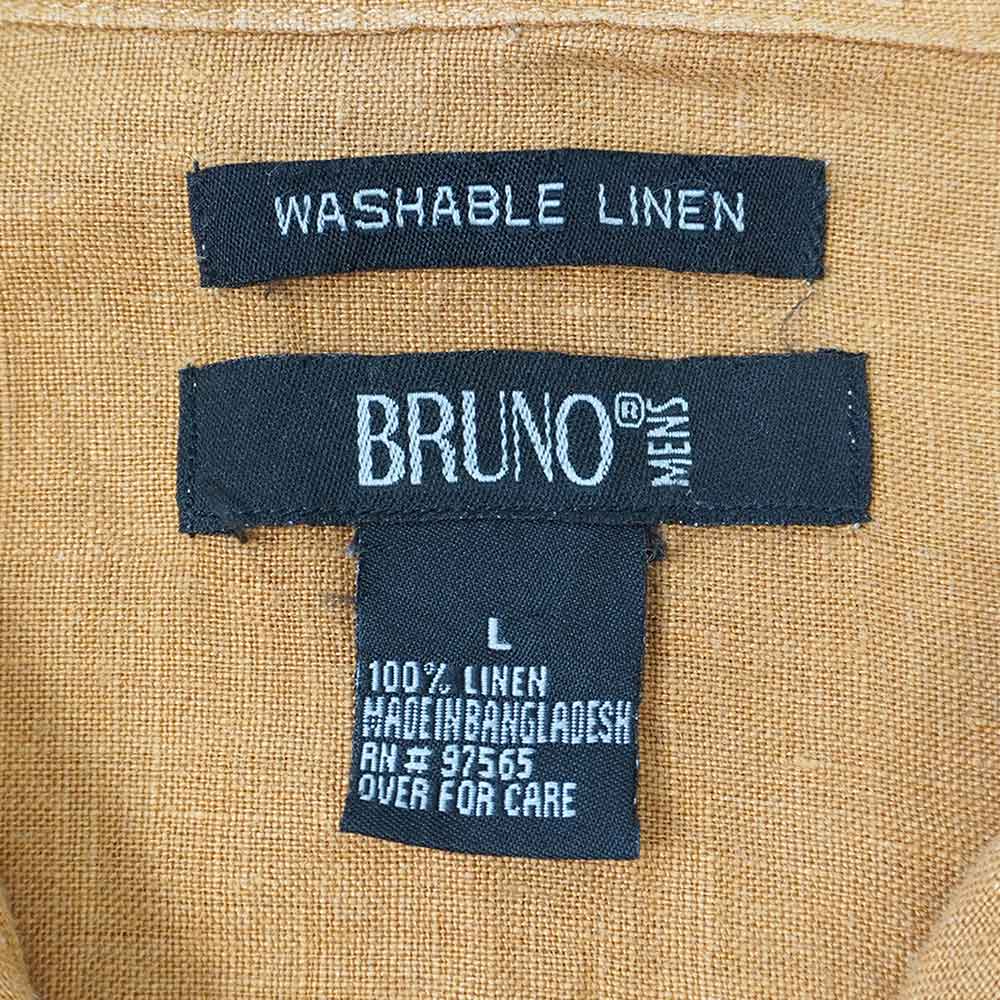 WASHABLE LINEN
BRUNO® MENS
L
100% LINEN
MADE IN BANGLADESH
RN # 97565
OVER FOR CARE